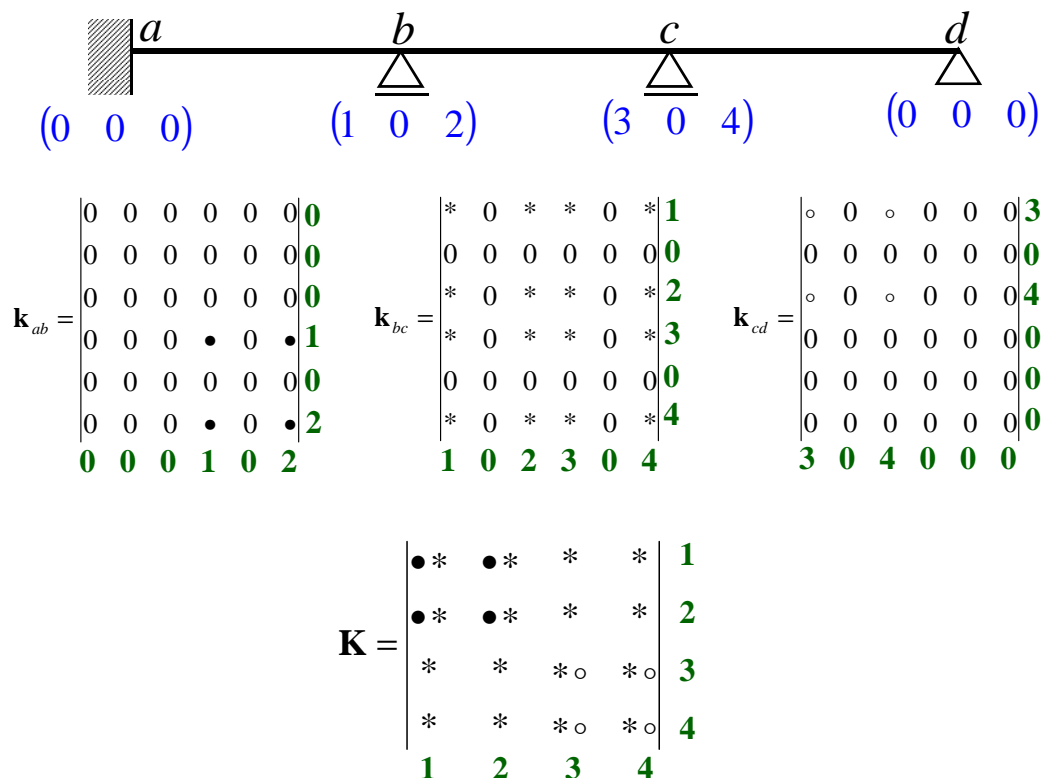 a b c d
(0 0 0) (1 0 2) (3 0 4) (0 0 0)
k_ab =
0 0 0 0 0 0 0
0 0 0 0 0 0 0
0 0 0 0 0 0 0
0 0 0 • 0 • 1
0 0 0 0 0 0 0
0 0 0 • 0 • 2
0 0 0 1 0 2
k_bc =
* 0 * * 0 * 1
0 0 0 0 0 0 0
* 0 * * 0 * 2
* 0 * * 0 * 3
0 0 0 0 0 0 0
* 0 * * 0 * 4
1 0 2 3 0 4
k_cd =
∘ 0 ∘ 0 0 0 3
0 0 0 0 0 0 0
∘ 0 ∘ 0 0 0 4
0 0 0 0 0 0 0
0 0 0 0 0 0 0
0 0 0 0 0 0 0
3 0 4 0 0 0
K =
•* •* * * 1
•* •* * * 2
* * *∘ *∘ 3
* * *∘ *∘ 4
1 2 3 4